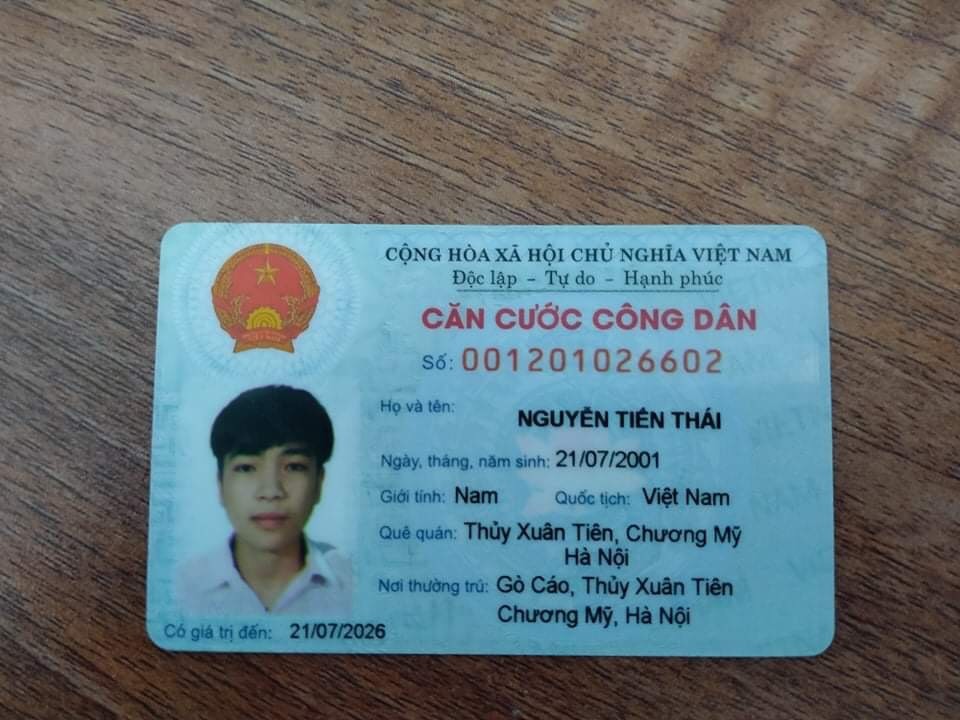 CỘNG HÒA XÃ HỘI CHỦ NGHĨA VIỆT NAM
Độc lập - Tự do - Hạnh phúc
CĂN CƯỚC CÔNG DÂN
Số: 001201026602
Họ và tên: NGUYỄN TIẾN THÁI
Ngày, tháng, năm sinh: 21/07/2001
Giới tính: Nam Quốc tịch: Việt Nam
Quê quán: Thủy Xuân Tiên, Chương Mỹ
Hà Nội
Nơi thường trú: Gò Cáo, Thủy Xuân Tiên
Chương Mỹ, Hà Nội
Có giá trị đến: 21/07/2026